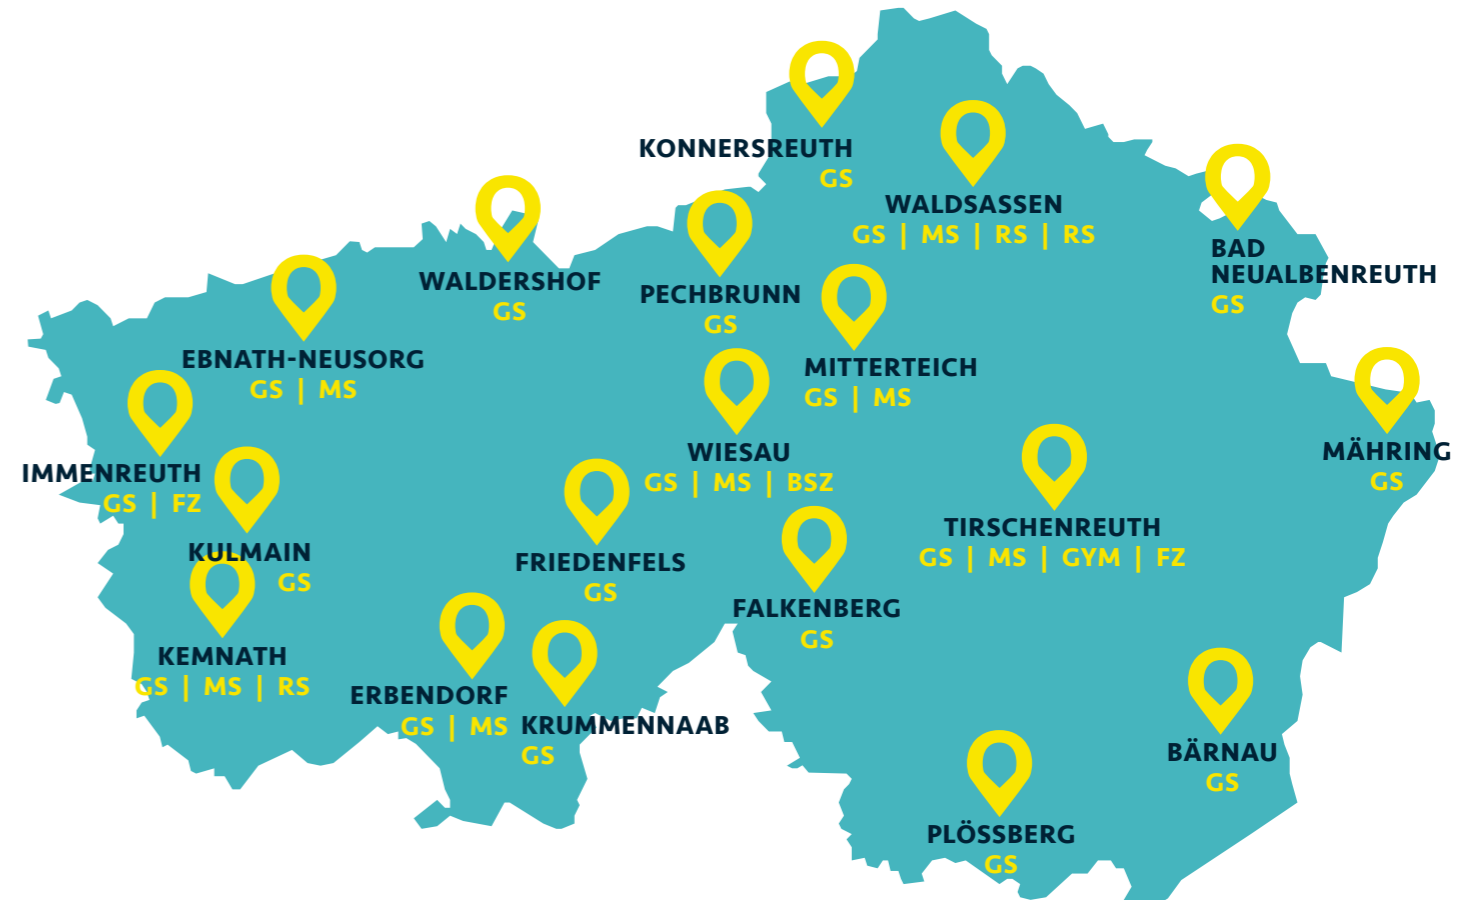 KONNERSREUTH
GS
WALDSASSEN
GS | MS | RS | RS
BAD
NEUALBENREUTH
GS
WALDERSHOF
GS
PECHBRUNN
GS
EBNATH-NEUSORG
GS | MS
MITTERTEICH
GS | MS
WIESAU
GS | MS | BSZ
MÄHRING
GS
IMMENREUTH
GS | FZ
TIRSCHENREUTH
GS | MS | GYM | FZ
KULMAIN
GS
FRIEDENFELS
GS
FALKENBERG
GS
KEMNATH
GS | MS | RS
ERBENDORF
GS | MS
KRUMMENNAAB
GS
BÄRNAU
GS
PLÖSSBERG
GS